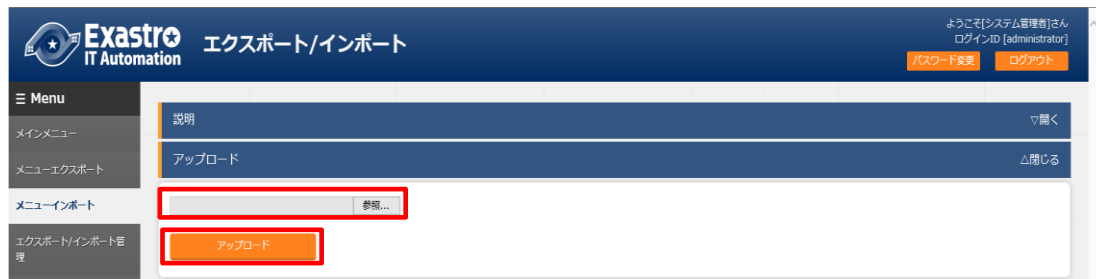 Exastro
IT Automation
エクスポート/インポート
ようこそ[システム管理者]さん
ログインID [administrator]
パスワード変更
ログアウト
☰ Menu
メインメニュー
メニューエクスポート
メニューインポート
エクスポート/インポート管
理
説明
▽開く
アップロード
△閉じる
参照...
アップロード